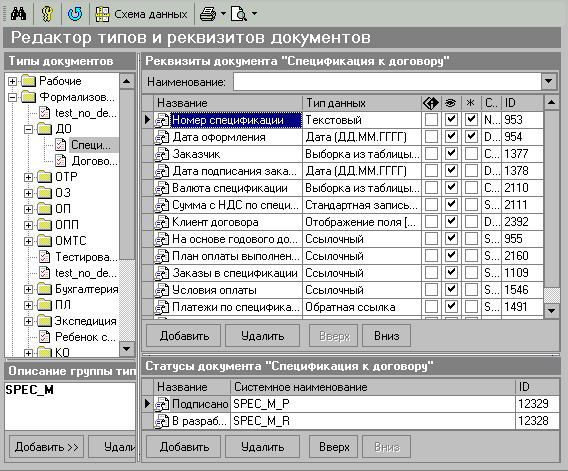 Схема данных
Редактор типов и реквизитов документов
Типы документов
Рабочие
Формализов...
test_no_de...
ДО
Специ...
Догово...
ОТР
ОЗ
ОП
ОПП
ОМТС
Тестирова...
test_no_de...
Бухгалтерия
ПЛ
Экспедиция
Ребенок с...
КО
Описание группы тип
SPEC_M
Добавить >>
Удали
Реквизиты документа "Спецификация к договору"
Наименование:
Название Тип данных С... ID
Номер спецификации Текстовый N... 953
Дата оформления Дата (ДД.ММ.ГГГГ) D... 954
Заказчик Выборка из таблицы... C... 1377
Дата подписания зака... Дата (ДД.ММ.ГГГГ) D... 1378
Валюта спецификации Выборка из таблицы... C... 2110
Сумма с НДС по специ... Стандартная запись... S... 2111
Клиент договора Отображение поля [... D... 2392
На основе годового до... Ссылочный S... 955
План оплаты выполнен... Ссылочный S... 2160
Заказы в спецификации Ссылочный S... 1109
Условия оплаты Ссылочный S... 1546
Платежи по специфика... Обратная ссылка S... 1491
Добавить Удалить Вверх Вниз
Статусы документа "Спецификация к договору"
Название Системное наименование ID
Подписано SPEC_M_P 12329
В разраб... SPEC_M_R 12328
Добавить Удалить Вверх Вниз